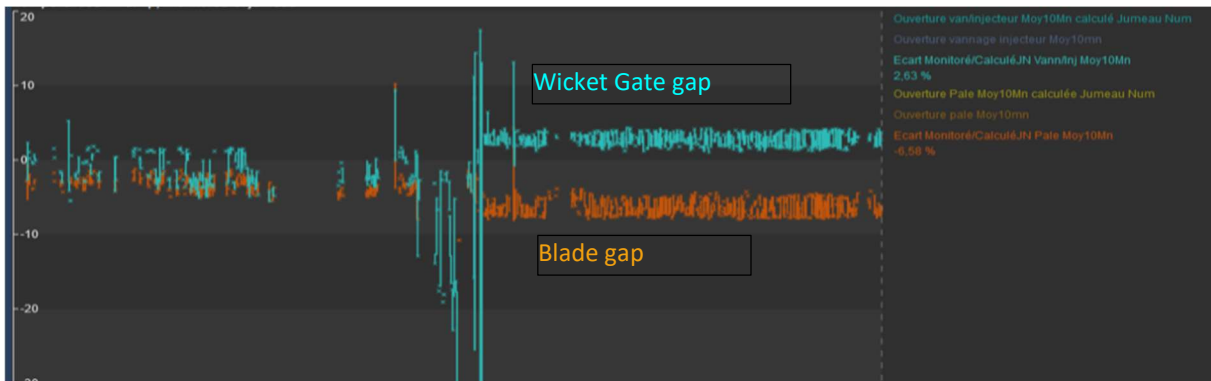 20
10
0
-10
-20
Wicket Gate gap
Blade gap
Ouverture van/injecteur Moy10Mn calculé Jumeau Num
Ouverture vannage injecteur Moy10mn
Ecart Monitoré/CalculéJN Vann/Inj Moy10Mn
2,63 %
Ouverture Pale Moy10Mn calculée Jumeau Num
Ouverture pale Moy10mn
Ecart Monitoré/CalculéJN Pale Moy10Mn
-6,58 %